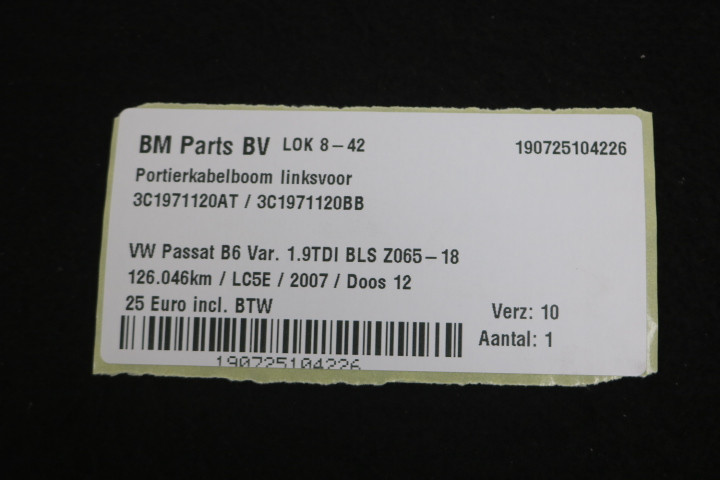 BM Parts BV LOK 8-42 190725104226
Portierkabelboom linksvoor
3C1971120AT / 3C1971120BB
VW Passat B6 Var. 1.9TDI BLS Z065-18
126.046km / LC5E / 2007 / Doos 12
25 Euro incl. BTW Verz: 10
Aantal: 1
190725104226